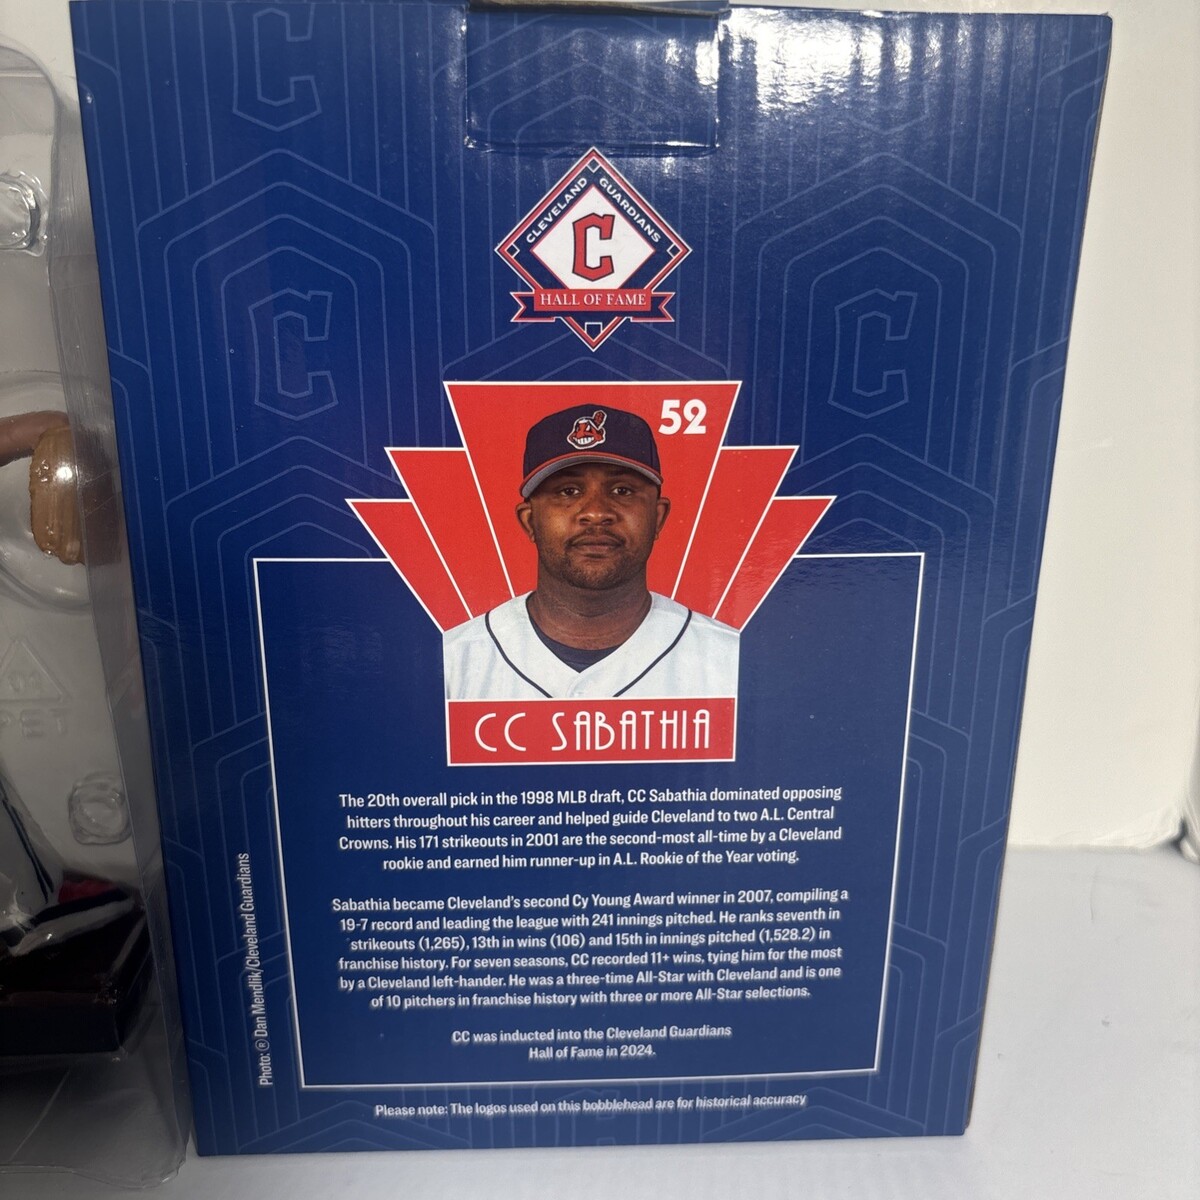 CLEVELAND GUARDIANS
C
HALL OF FAME
52
CC SABATHIA
The 20th overall pick in the 1998 MLB draft, CC Sabathia dominated opposing
hitters throughout his career and helped guide Cleveland to two A.L. Central
Crowns. His 171 strikeouts in 2001 are the second-most all-time by a Cleveland
rookie and earned him runner-up in A.L. Rookie of the Year voting.
Sabathia became Cleveland's second Cy Young Award winner in 2007, compiling a
19-7 record and leading the league with 241 innings pitched. He ranks seventh in
strikeouts (1,265), 13th in wins (106) and 15th in innings pitched (1,528.2) in
franchise history. For seven seasons, CC recorded 11+ wins, tying him for the most
by a Cleveland left-hander. He was a three-time All-Star with Cleveland and is one
of 10 pitchers in franchise history with three or more All-Star selections.
CC was inducted into the Cleveland Guardians
Hall of Fame in 2024.
Photo: ® Dan Mendlik/Cleveland Guardians
Please note: The logos used on this bobblehead are for historical accuracy
C
C
C
PET